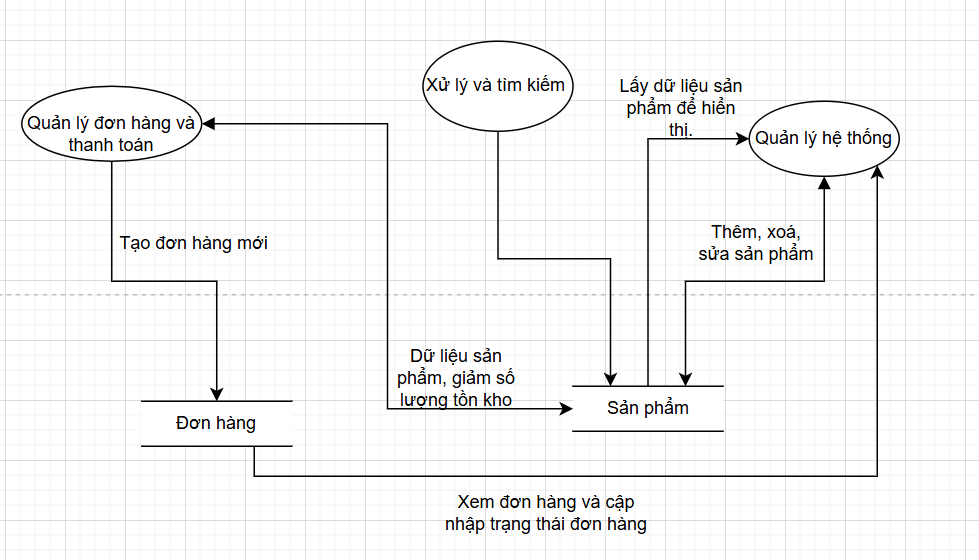 Xử lý và tìm kiếm
Lấy dữ liệu sản
phẩm để hiển
thị.
Quản lý đơn hàng và
thanh toán
Quản lý hệ thống
Tạo đơn hàng mới
Thêm, xoá,
sửa sản phẩm
Dữ liệu sản
phẩm, giảm số
lượng tồn kho
Sản phẩm
Đơn hàng
Xem đơn hàng và cập
nhập trạng thái đơn hàng